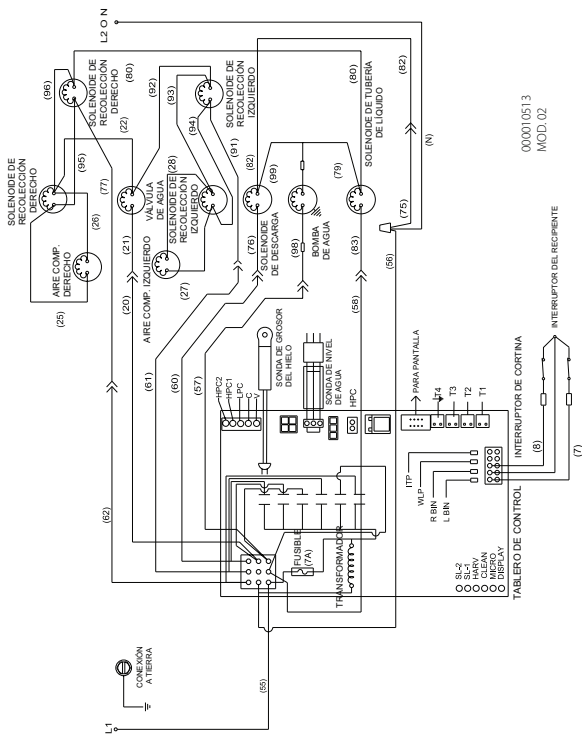 L2 O N
(96)
SOLENOIDE DE
RECOLECCIÓN
DERECHO
(80)
SOLENOIDE DE
RECOLECCIÓN
DERECHO
(95)
(22)
(77)
(92)
(93)
(94)
SOLENOIDE DE
RECOLECCIÓN
IZQUIERDO
(91)
(82)
(80)
(82)
(N)
AIRE COMP.
DERECHO
(26)
(25)
(21)
VÁLVULA
DE AGUA
(28)
SOLENOIDE DE
RECOLECCIÓN
IZQUIERDO
(99)
(79)
SOLENOIDE DE TUBERÍA
DE LÍQUIDO
(20)
AIRE COMP. IZQUIERDO
(27)
(76)
SOLENOIDE
DE DESCARGA
(98)
BOMBA
DE AGUA
(83)
(75)
(56)
(61)
(60)
(57)
(58)
(62)
SONDA DE GROSOR
DEL HIELO
SONDA DE NIVEL
DE AGUA
HPC2
HPC1
LPC
C
V
HPC
PARA PANTALLA
T4
T3
T2
T1
INTERRUPTOR DEL RECIPIENTE
INTERRUPTOR DE CORTINA
(8)
(7)
ITP
WLP
R BIN
L BIN
FUSIBLE
(7A)
TRANSFORMADOR
SL-2
SL-1
HARV
CLEAN
MICRO
DISPLAY
TABLERO DE CONTROL
CONEXIÓN
A TIERRA
(55)
L1
000010513
MOD. 02